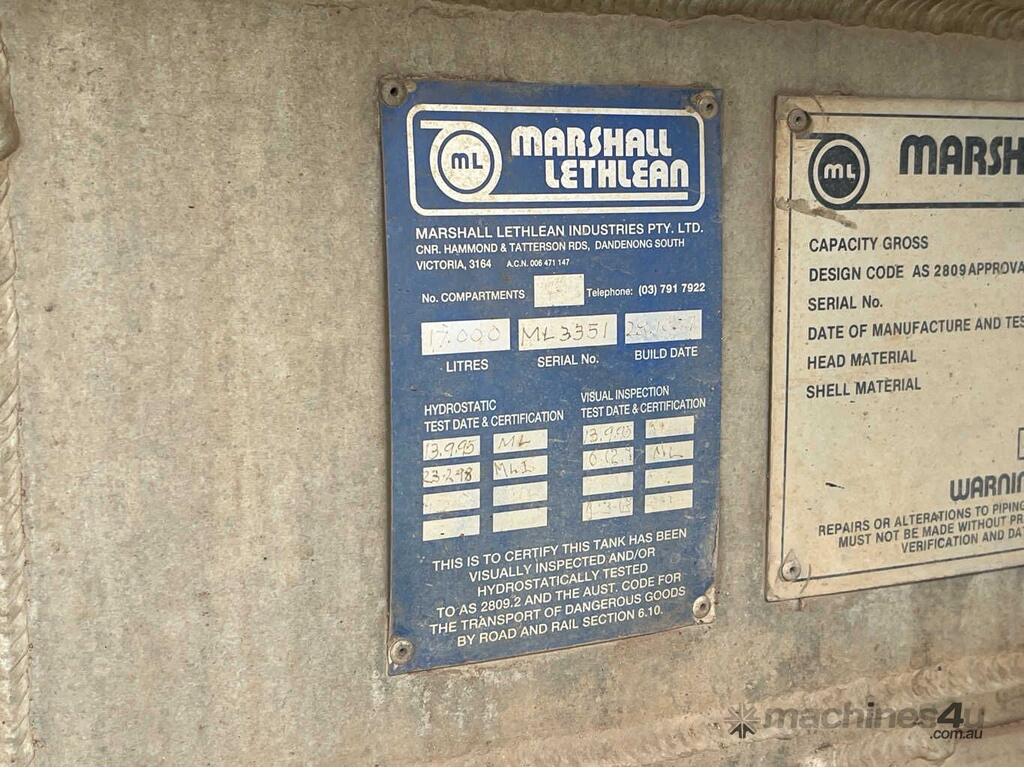 ML MARSHALL
LETHLEAN
MARSHALL LETHLEAN INDUSTRIES PTY. LTD.
CNR. HAMMOND & TATTERSON RDS, DANDENONG SOUTH
VICTORIA, 3164 A.C.N. 006 471 147
No. COMPARTMENTS Telephone: (03) 791 7922
17.000 ML3351
LITRES SERIAL No. BUILD DATE
HYDROSTATIC
TEST DATE & CERTIFICATION
13.9.95 ML
23.2.98 MLI
VISUAL INSPECTION
TEST DATE & CERTIFICATION
13.9.95
ML
THIS IS TO CERTIFY THIS TANK HAS BEEN
VISUALLY INSPECTED AND/OR
HYDROSTATICALLY TESTED
TO AS 2809.2 AND THE AUST. CODE FOR
THE TRANSPORT OF DANGEROUS GOODS
BY ROAD AND RAIL SECTION 6.10.
ML MARSH
CAPACITY GROSS
DESIGN CODE AS 2809 APPROVA
SERIAL No.
DATE OF MANUFACTURE AND TES
HEAD MATERIAL
SHELL MATERIAL
WARNIN
REPAIRS OR ALTERATIONS TO PIPING
MUST NOT BE MADE WITHOUT PR
VERIFICATION AND DA
machines4u
.com.au